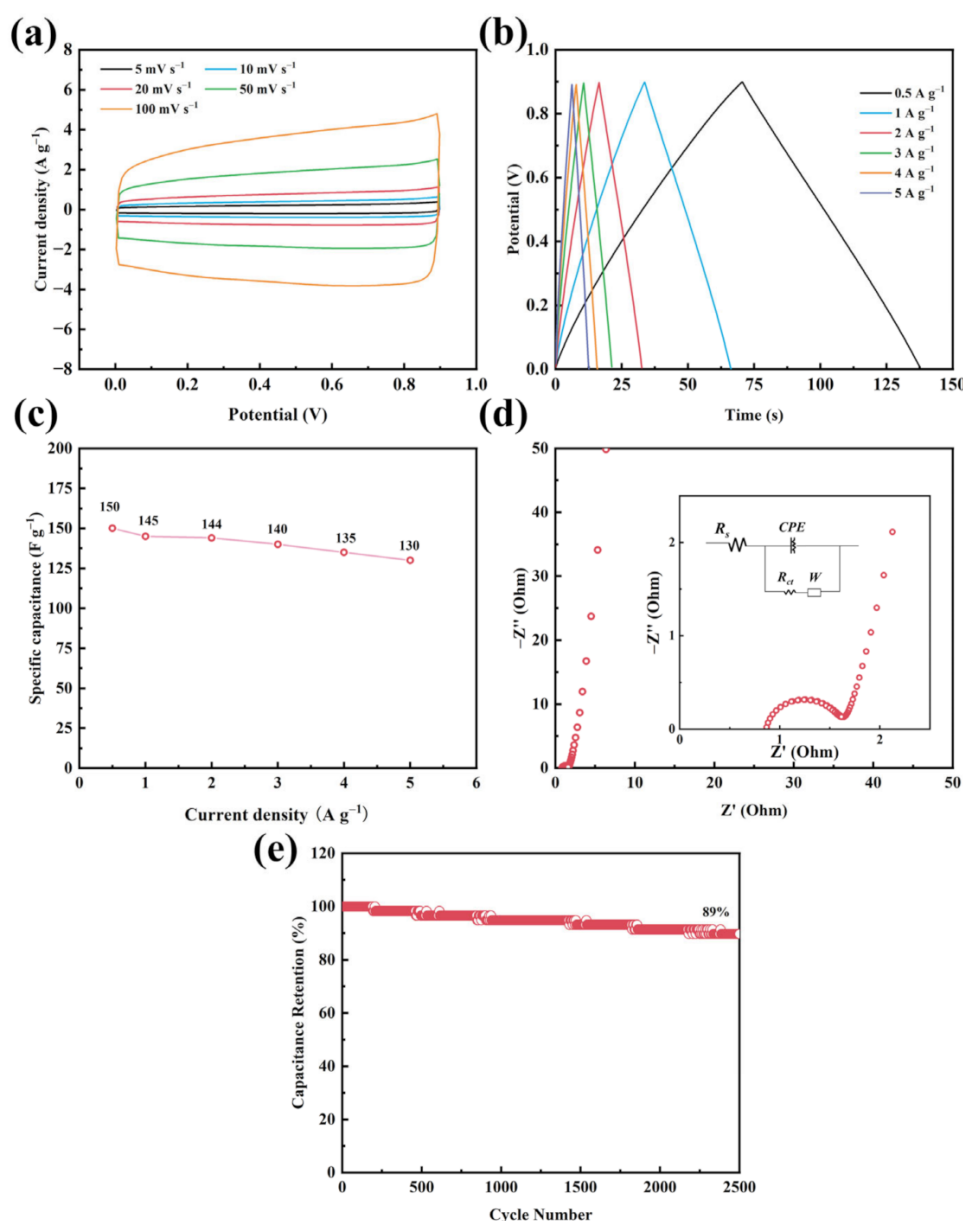 (a)
5 mV s⁻¹
10 mV s⁻¹
20 mV s⁻¹
50 mV s⁻¹
100 mV s⁻¹
8
6
4
2
0
−2
−4
−6
−8
Current density (A g⁻¹)
0.0
0.2
0.4
0.6
0.8
1.0
Potential (V)
(b)
0.5 A g⁻¹
1 A g⁻¹
2 A g⁻¹
3 A g⁻¹
4 A g⁻¹
5 A g⁻¹
1.0
0.8
0.6
0.4
0.2
0.0
Potential (V)
0
25
50
75
100
125
150
Time (s)
(c)
200
175
150
125
100
75
50
25
0
Specific capacitance (F g⁻¹)
150
145
144
140
135
130
0
1
2
3
4
5
6
Current density (A g⁻¹)
(d)
50
40
30
20
10
0
−Z'' (Ohm)
0
10
20
30
40
50
Z' (Ohm)
Rs
CPE
Rct
W
2
1
0
−Z'' (Ohm)
0
1
2
Z' (Ohm)
(e)
120
100
80
60
40
20
0
Capacitance Retention (%)
89%
0
500
1000
1500
2000
2500
Cycle Number